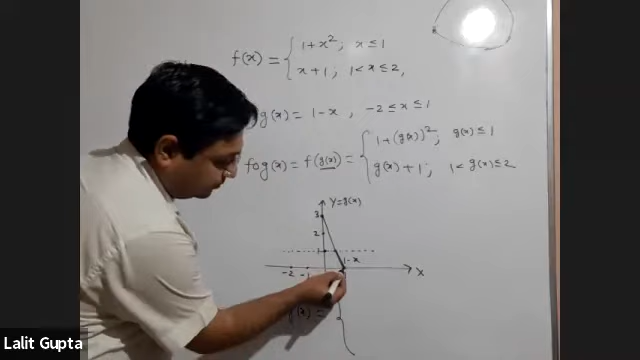 f(x) = { 1+x²; x≤1
x+1; 1<x≤2,
g(x) = 1-x, -2≤x≤1
fog(x) = f(g(x)) = { 1+(g(x))²; g(x)≤1
g(x)+1; 1<g(x)≤2
Y=g(x)
3
2
1
1-x
-2 -1 X
g(x) =
Lalit Gupta